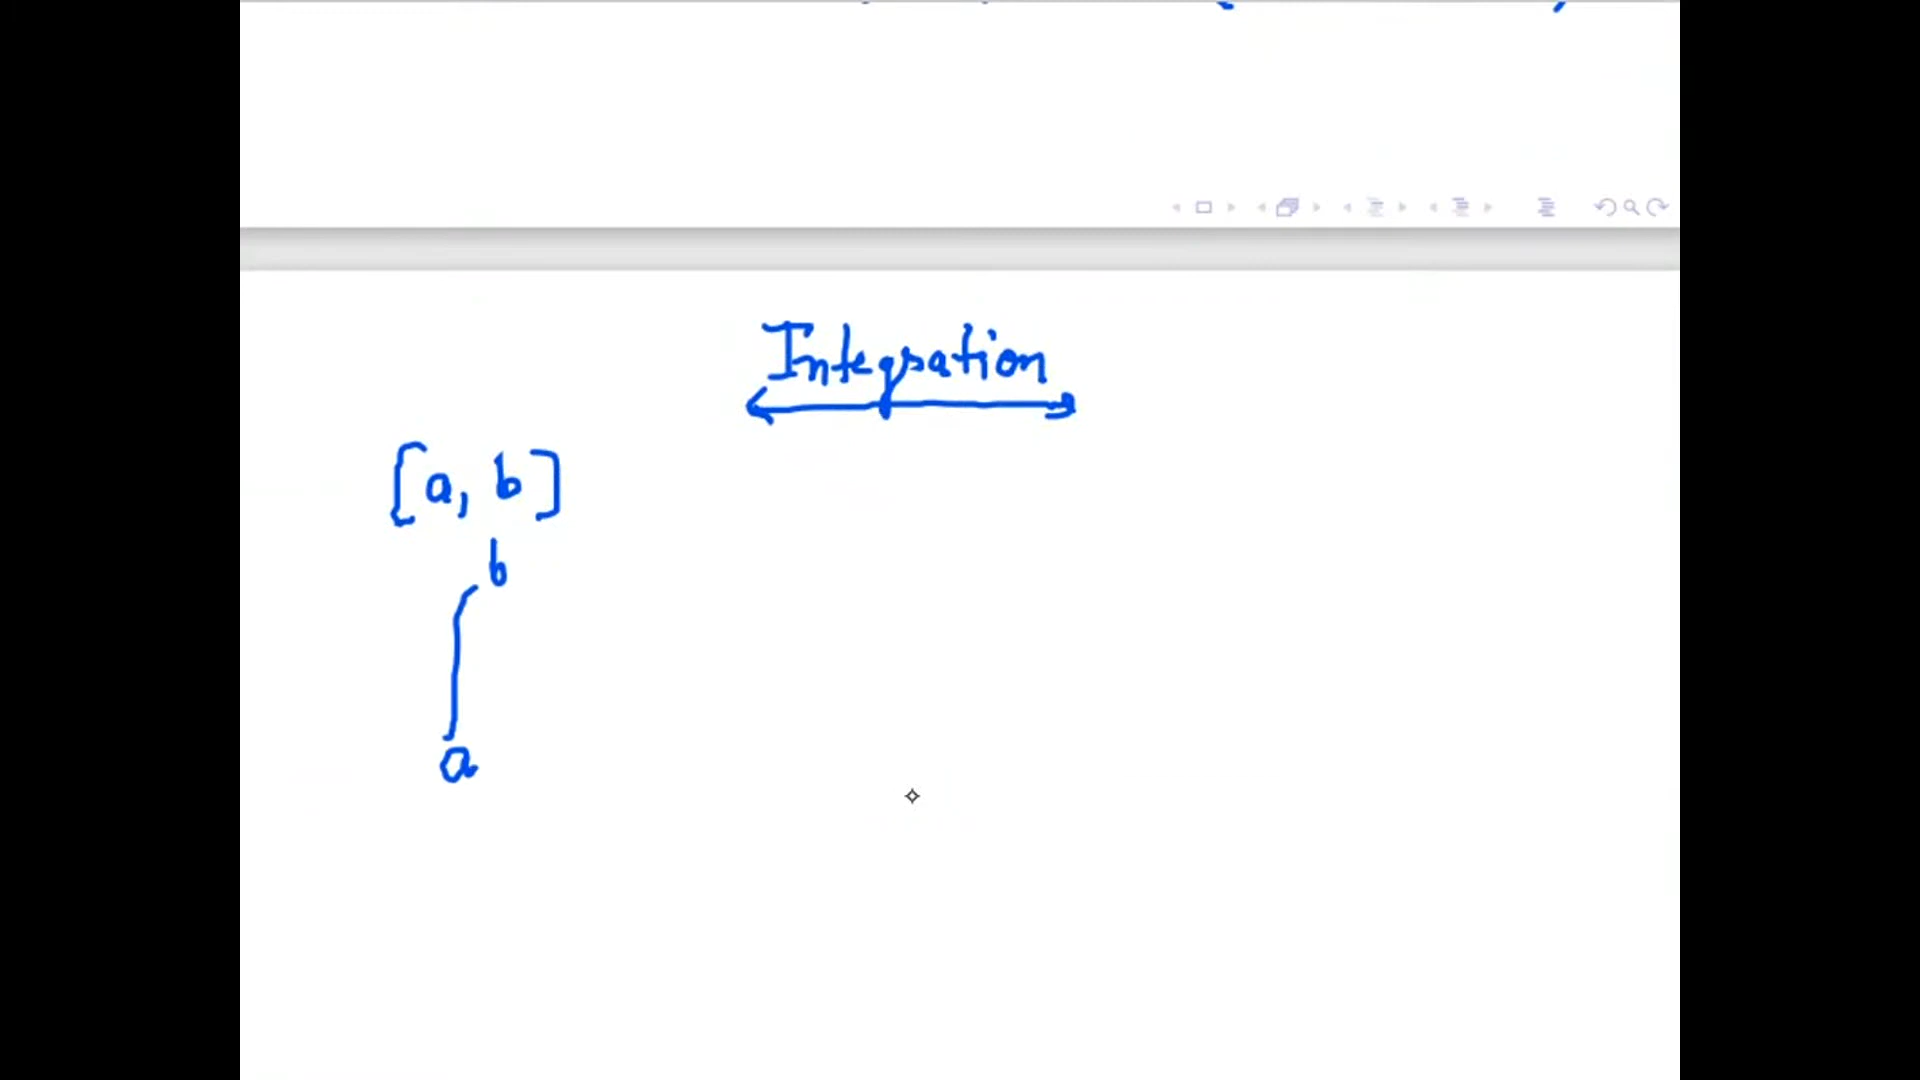 Integration
[a, b]
b
∫
a